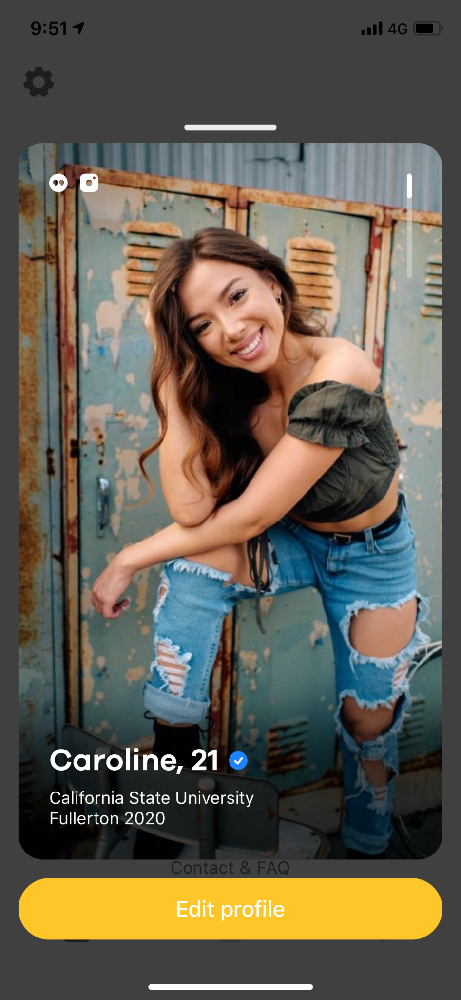 9:51
4G
Caroline, 21
California State University
Fullerton 2020
Contact & FAQ
Edit profile